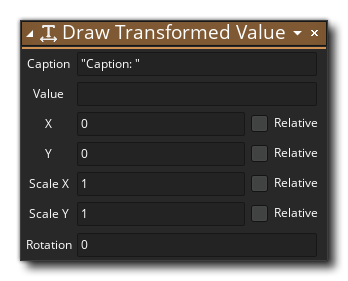 Draw Transformed Value
Caption "Caption: "
Value
X 0 Relative
Y 0 Relative
Scale X 1 Relative
Scale Y 1 Relative
Rotation 0